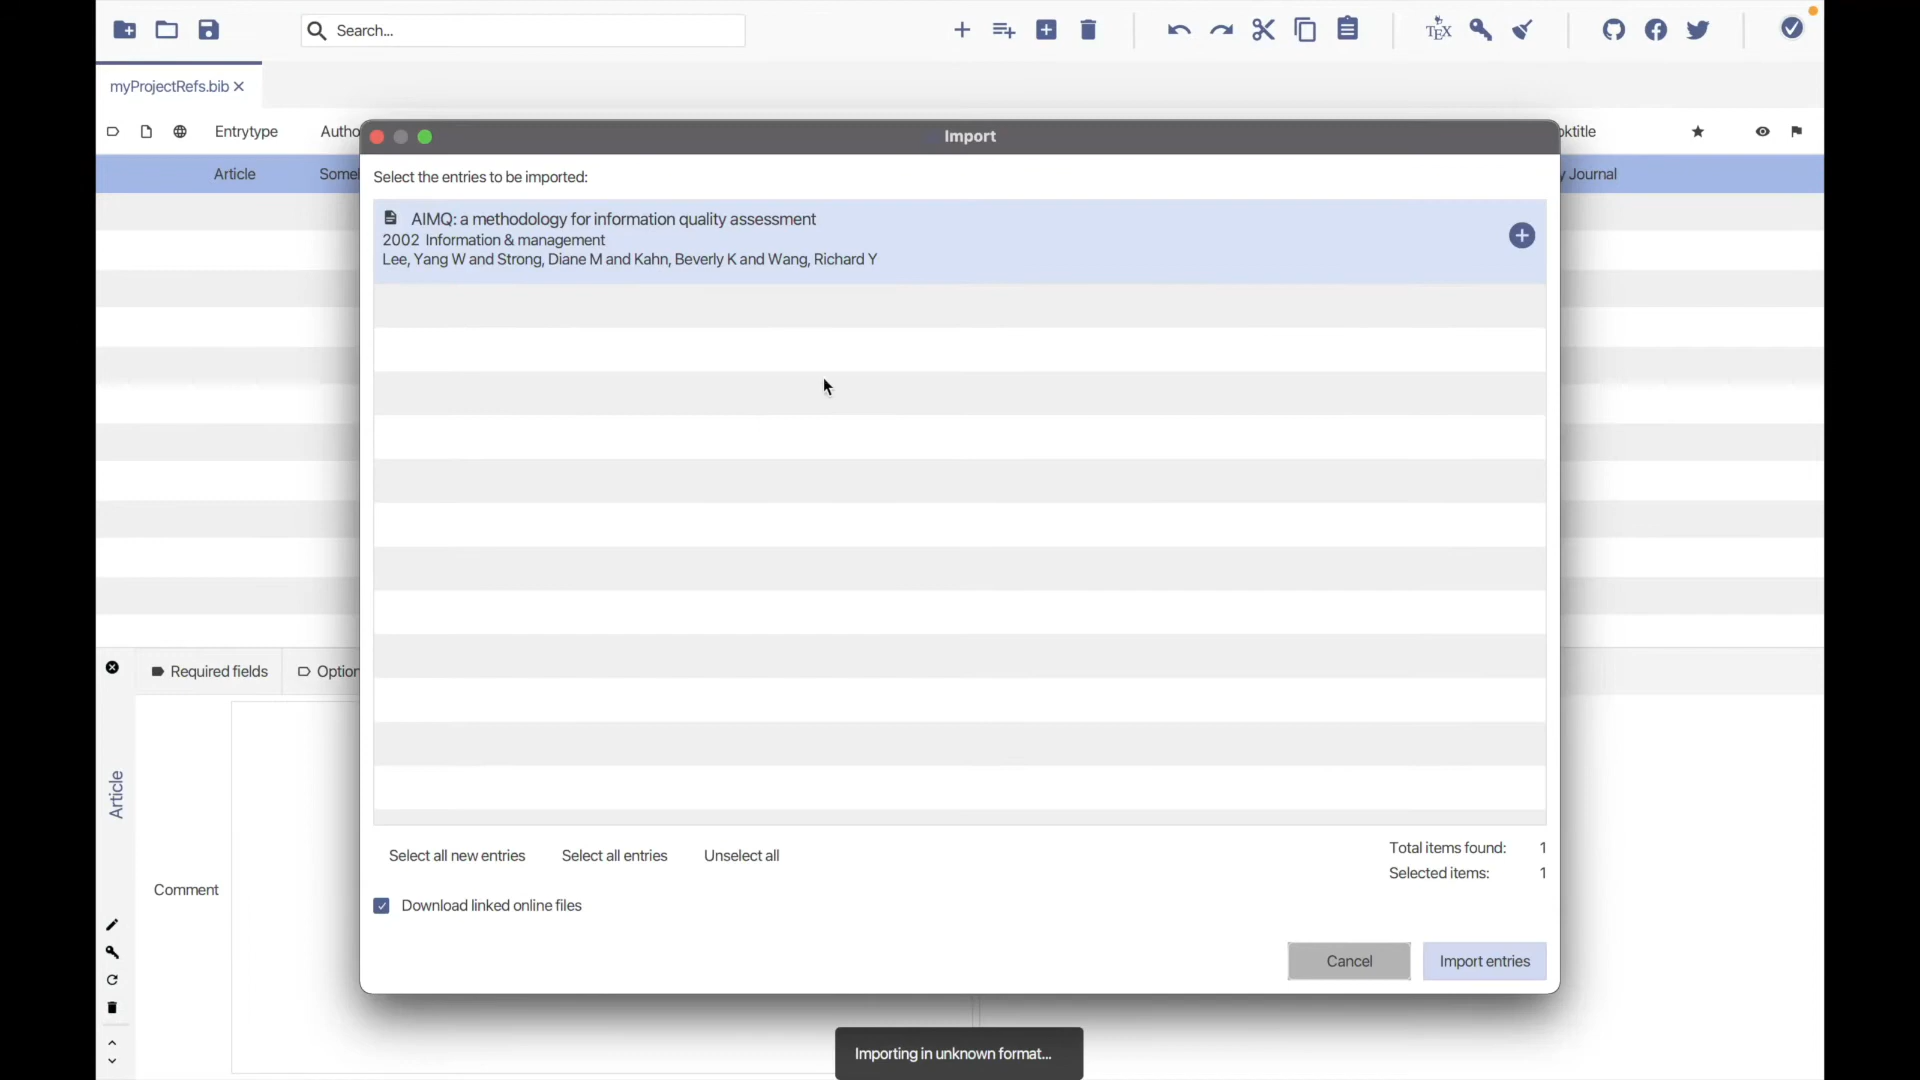 Search...
TEX
myProjectRefs.bib
Entrytype
Autho
oktitle
Article
Some
y Journal
Import
Select the entries to be imported:
AIMQ: a methodology for information quality assessment
2002 Information & management
Lee, Yang W and Strong, Diane M and Kahn, Beverly K and Wang, Richard Y
Select all new entries
Select all entries
Unselect all
Total items found: 1
Selected items: 1
Download linked online files
Cancel
Import entries
Required fields
Option
Article
Comment
Importing in unknown format...